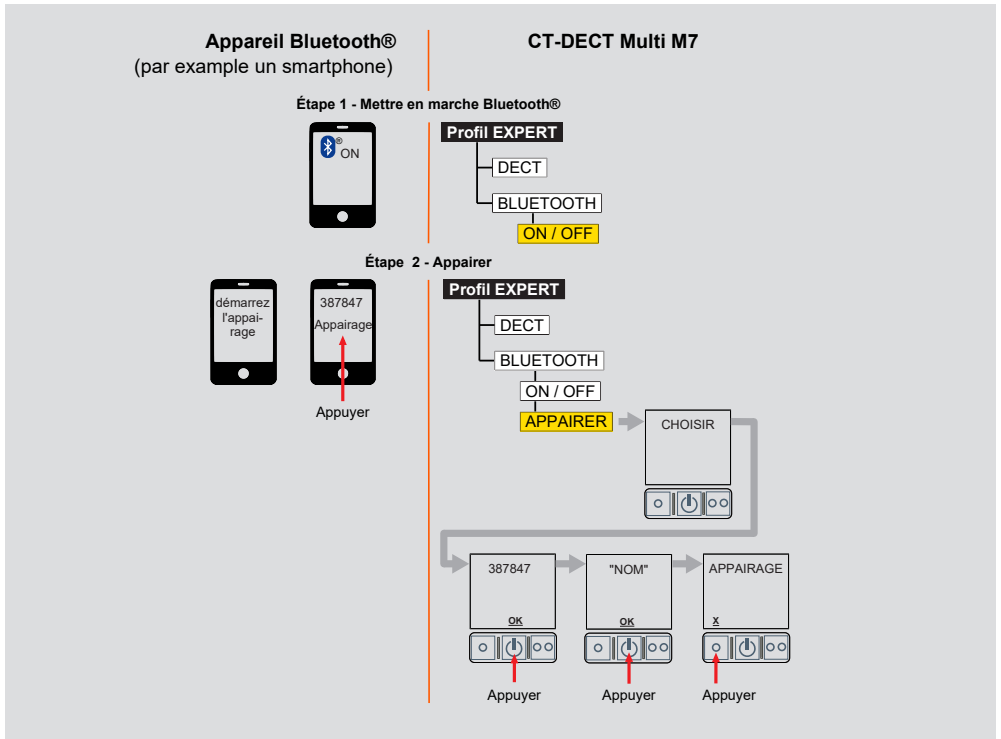 Appareil Bluetooth®
(par example un smartphone)
CT-DECT Multi M7
Étape 1 - Mettre en marche Bluetooth®
®
ON
Profil EXPERT
DECT
BLUETOOTH
ON / OFF
Étape 2 - Appairer
démarrez
l'appai-
rage
387847
Appairage
Appuyer
Profil EXPERT
DECT
BLUETOOTH
ON / OFF
APPAIRER
CHOISIR
387847
OK
Appuyer
"NOM"
OK
Appuyer
APPAIRAGE
X
Appuyer